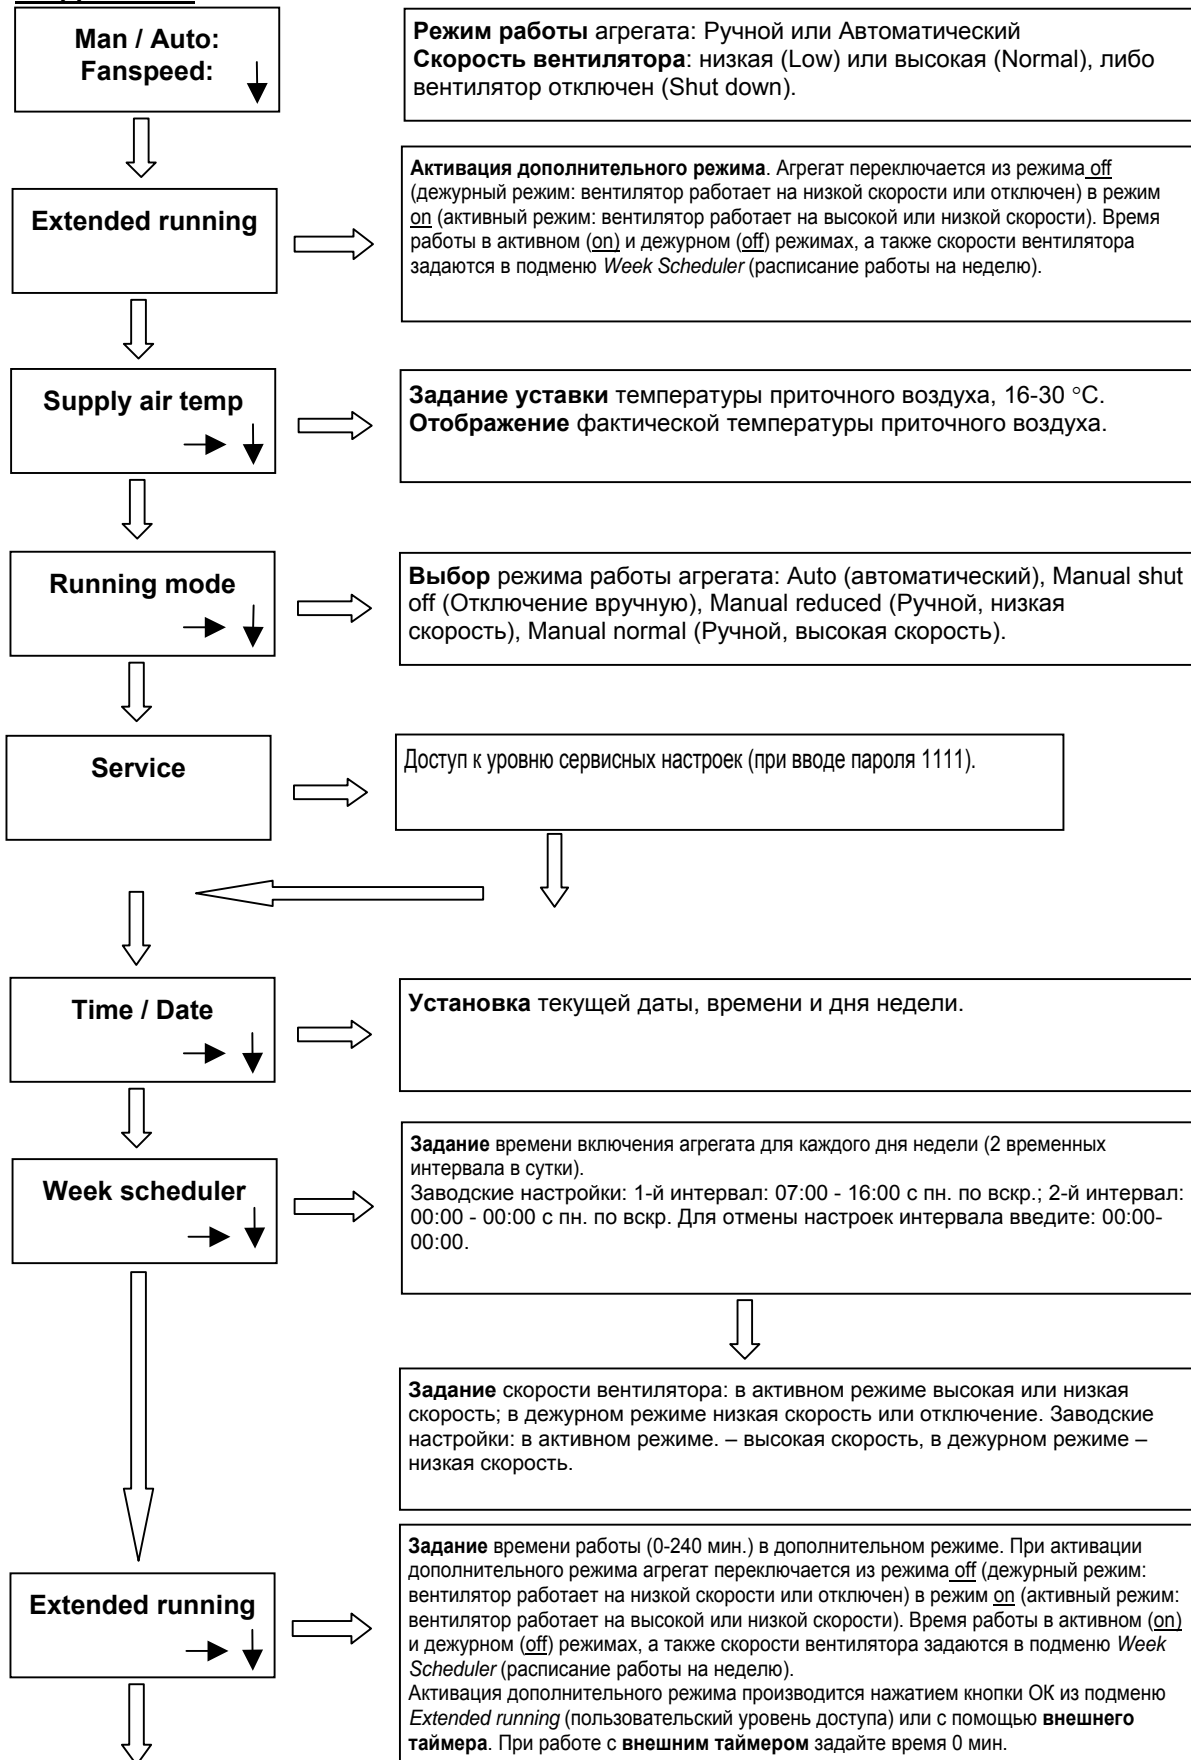 Man / Auto:
Fanspeed:
Режим работы агрегата: Ручной или Автоматический
Скорость вентилятора: низкая (Low) или высокая (Normal), либо
вентилятор отключен (Shut down).
Extended running
Активация дополнительного режима. Агрегат переключается из режима off
(дежурный режим: вентилятор работает на низкой скорости или отключен) в режим
on (активный режим: вентилятор работает на высокой или низкой скорости). Время
работы в активном (on) и дежурном (off) режимах, а также скорости вентилятора
задаются в подменю Week Scheduler (расписание работы на неделю).
Supply air temp
Задание уставки температуры приточного воздуха, 16-30 °C.
Отображение фактической температуры приточного воздуха.
Running mode
Выбор режима работы агрегата: Auto (автоматический), Manual shut
off (Отключение вручную), Manual reduced (Ручной, низкая
скорость), Manual normal (Ручной, высокая скорость).
Service
Доступ к уровню сервисных настроек (при вводе пароля 1111).
Time / Date
Установка текущей даты, времени и дня недели.
Week scheduler
Задание времени включения агрегата для каждого дня недели (2 временных
интервала в сутки).
Заводские настройки: 1-й интервал: 07:00 - 16:00 с пн. по вскр.; 2-й интервал:
00:00 - 00:00 с пн. по вскр. Для отмены настроек интервала введите: 00:00-
00:00.
Задание скорости вентилятора: в активном режиме высокая или низкая
скорость; в дежурном режиме низкая скорость или отключение. Заводские
настройки: в активном режиме. – высокая скорость, в дежурном режиме –
низкая скорость.
Extended running
Задание времени работы (0-240 мин.) в дополнительном режиме. При активации
дополнительного режима агрегат переключается из режима off (дежурный режим:
вентилятор работает на низкой скорости или отключен) в режим on (активный режим:
вентилятор работает на высокой или низкой скорости). Время работы в активном (on)
и дежурном (off) режимах, а также скорости вентилятора задаются в подменю Week
Scheduler (расписание работы на неделю).
Активация дополнительного режима производится нажатием кнопки ОК из подменю
Extended running (пользовательский уровень доступа) или с помощью внешнего
таймера. При работе с внешним таймером задайте время 0 мин.